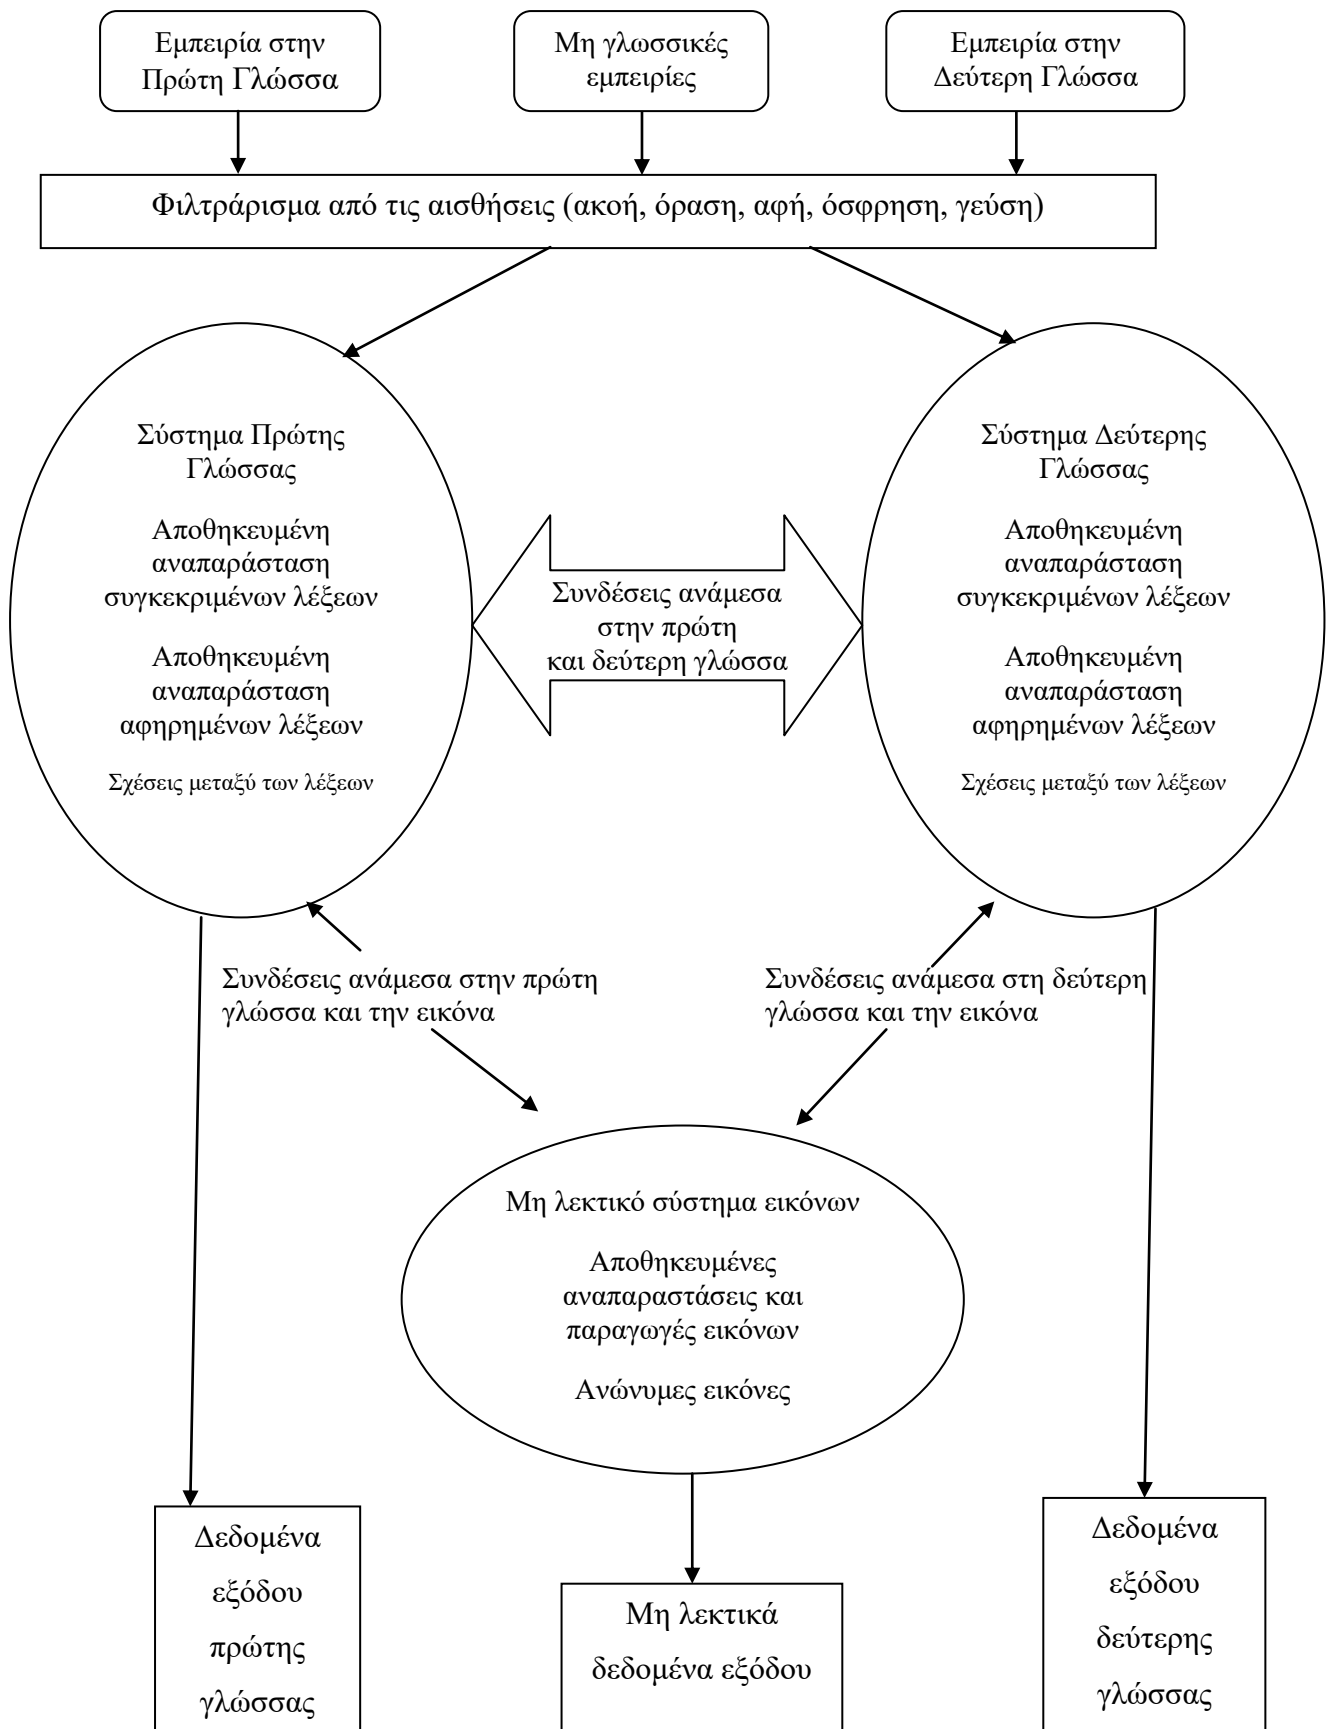 Εμπειρία στην
Πρώτη Γλώσσα
Μη γλωσσικές
εμπειρίες
Εμπειρία στην
Δεύτερη Γλώσσα
Φιλτράρισμα από τις αισθήσεις (ακοή, όραση, αφή, όσφρηση, γεύση)
Σύστημα Πρώτης
Γλώσσας
Αποθηκευμένη
αναπαράσταση
συγκεκριμένων λέξεων
Αποθηκευμένη
αναπαράσταση
αφηρημένων λέξεων
Σχέσεις μεταξύ των λέξεων
Συνδέσεις ανάμεσα
στην πρώτη
και δεύτερη γλώσσα
Σύστημα Δεύτερης
Γλώσσας
Αποθηκευμένη
αναπαράσταση
συγκεκριμένων λέξεων
Αποθηκευμένη
αναπαράσταση
αφηρημένων λέξεων
Σχέσεις μεταξύ των λέξεων
Συνδέσεις ανάμεσα στην πρώτη
γλώσσα και την εικόνα
Συνδέσεις ανάμεσα στη δεύτερη
γλώσσα και την εικόνα
Μη λεκτικό σύστημα εικόνων
Αποθηκευμένες
αναπαραστάσεις και
παραγωγές εικόνων
Ανώνυμες εικόνες
Δεδομένα
εξόδου
πρώτης
γλώσσας
Μη λεκτικά
δεδομένα εξόδου
Δεδομένα
εξόδου
δεύτερης
γλώσσας